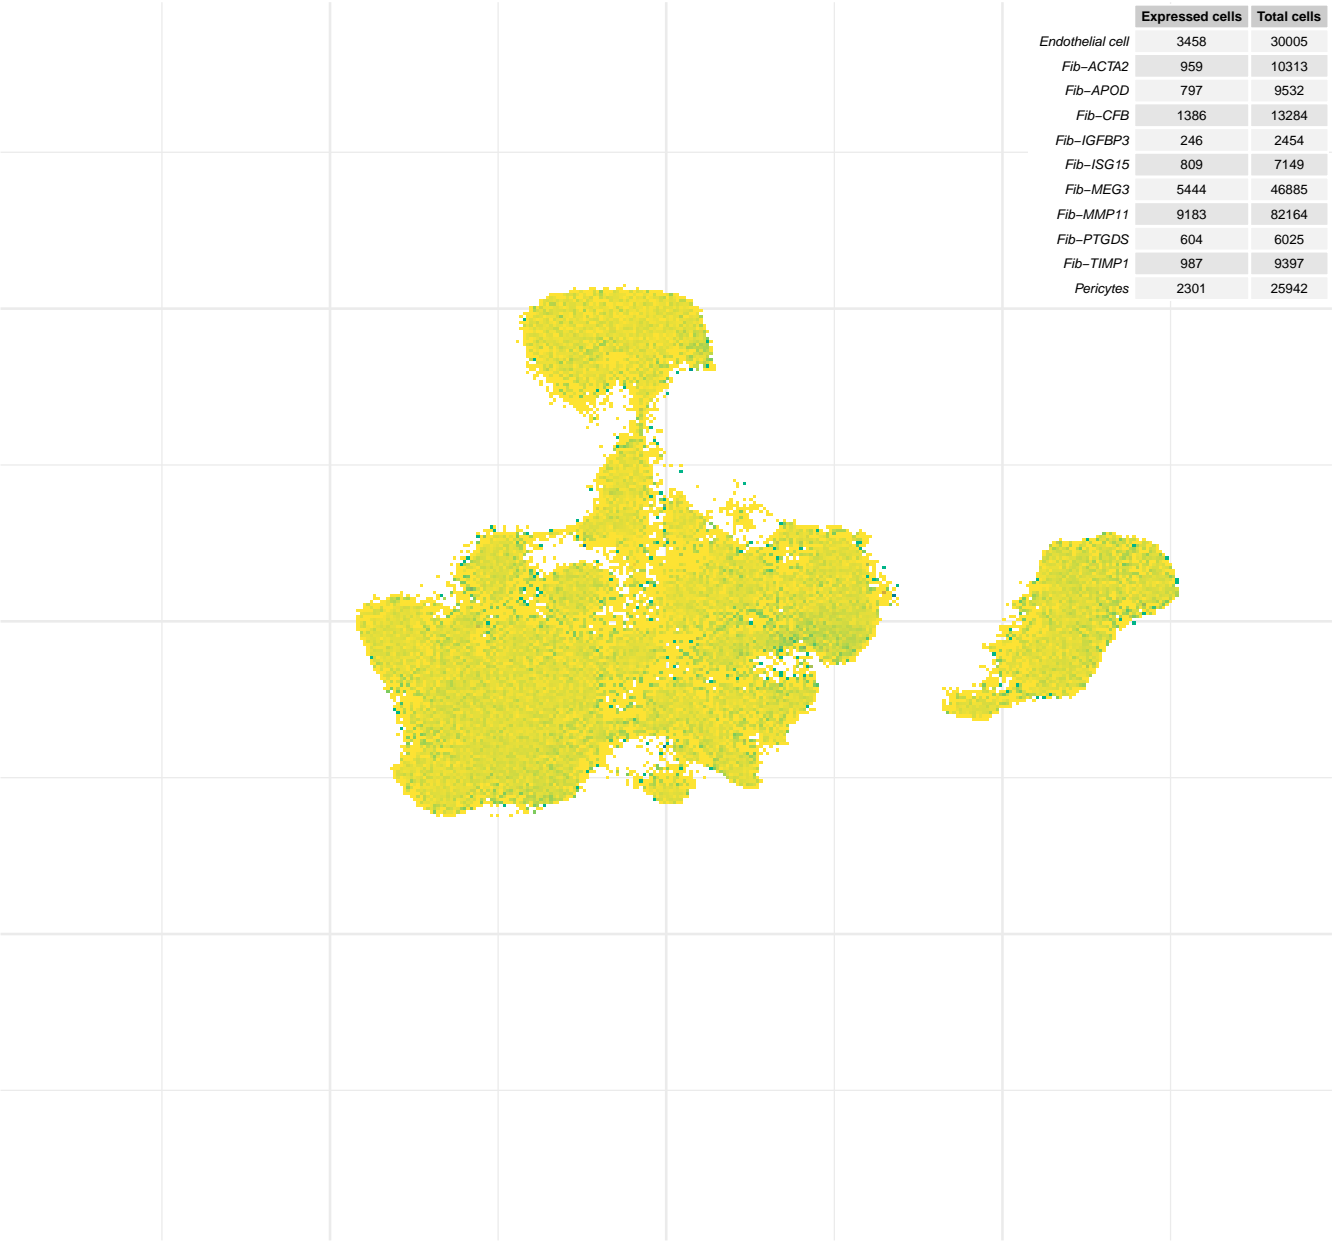 Expressed cells Total cells
Endothelial cell 3458 30005
Fib−ACTA2 959 10313
Fib−APOD 797 9532
Fib−CFB 1386 13284
Fib−IGFBP3 246 2454
Fib−ISG15 809 7149
Fib−MEG3 5444 46885
Fib−MMP11 9183 82164
Fib−PTGDS 604 6025
Fib−TIMP1 987 9397
Pericytes 2301 25942